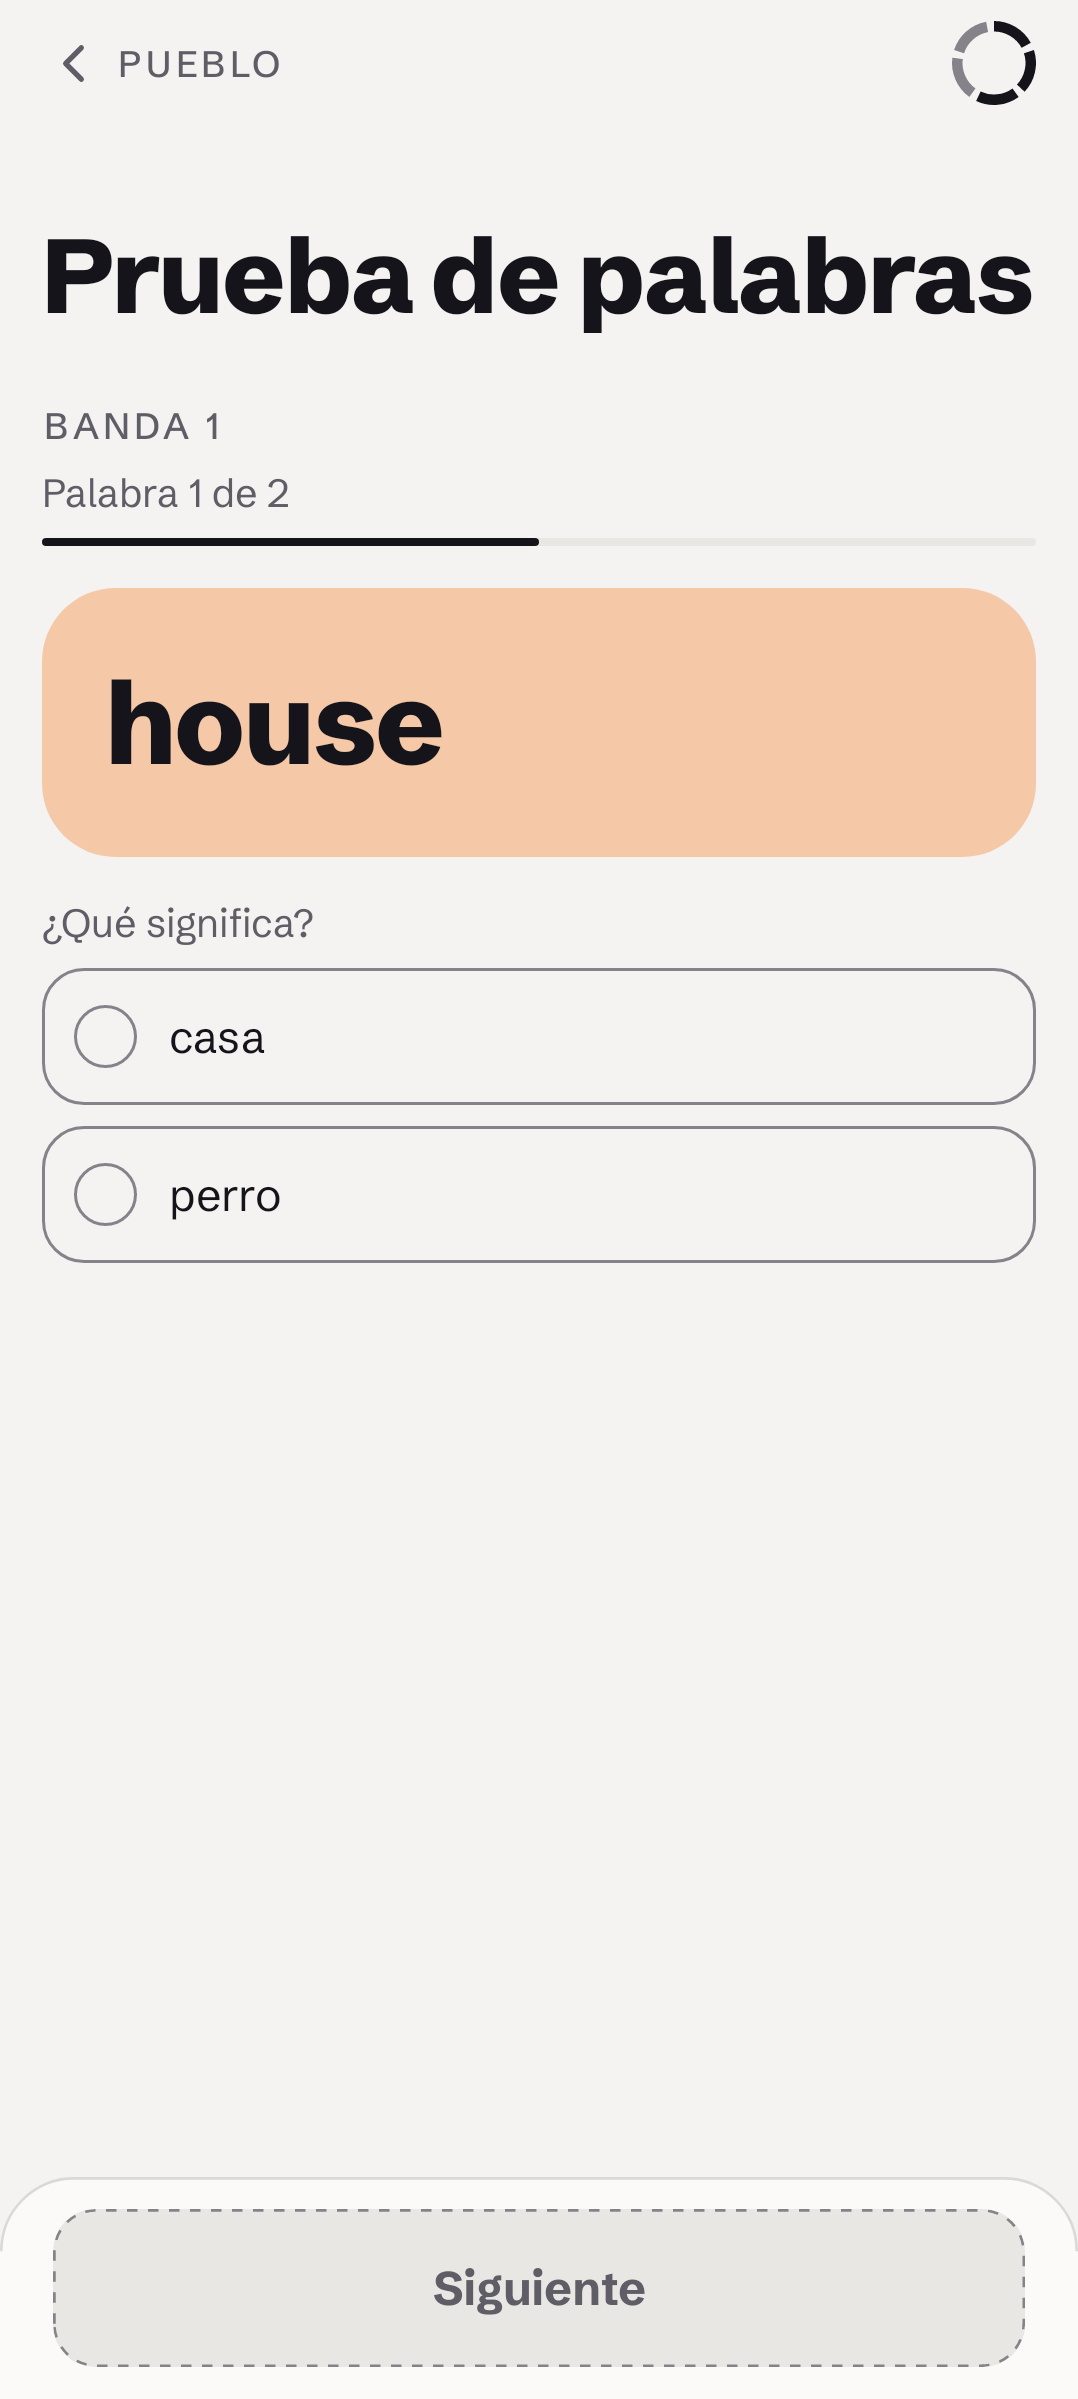 PUEBLO
Prueba de palabras
BANDA 1
Palabra 1 de 2
house
¿Qué significa?
casa
perro
Siguiente